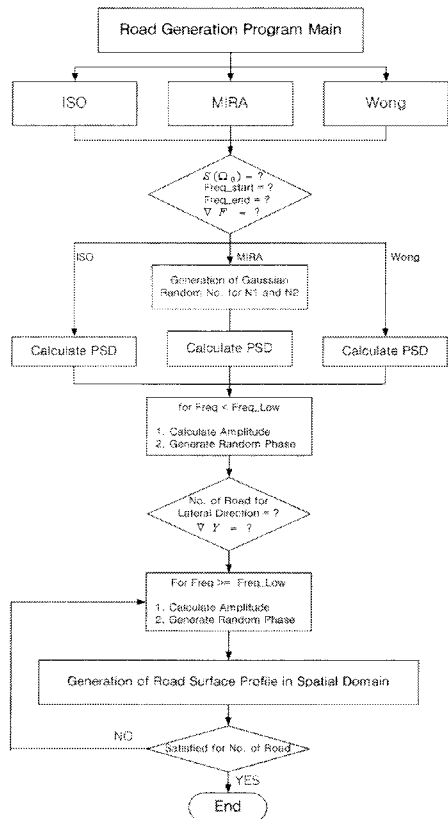 Road Generation Program Main
ISO
MIRA
Wong
S(Ω₀) = ?
Freq_start = ?
Freq_end = ?
∇ F = ?
ISO
MIRA
Wong
Generation of Gaussian
Random No. for N1 and N2
Calculate PSD
Calculate PSD
Calculate PSD
for Freq < Freq_Low
1. Calculate Amplitude
2. Generate Random Phase
No. of Road for
Lateral Direction = ?
∇ Y = ?
For Freq >= Freq_Low
1. Calculate Amplitude
2. Generate Random Phase
Generation of Road Surface Profile in Spatial Domain
NO
Satisfied for No. of Road
YES
End